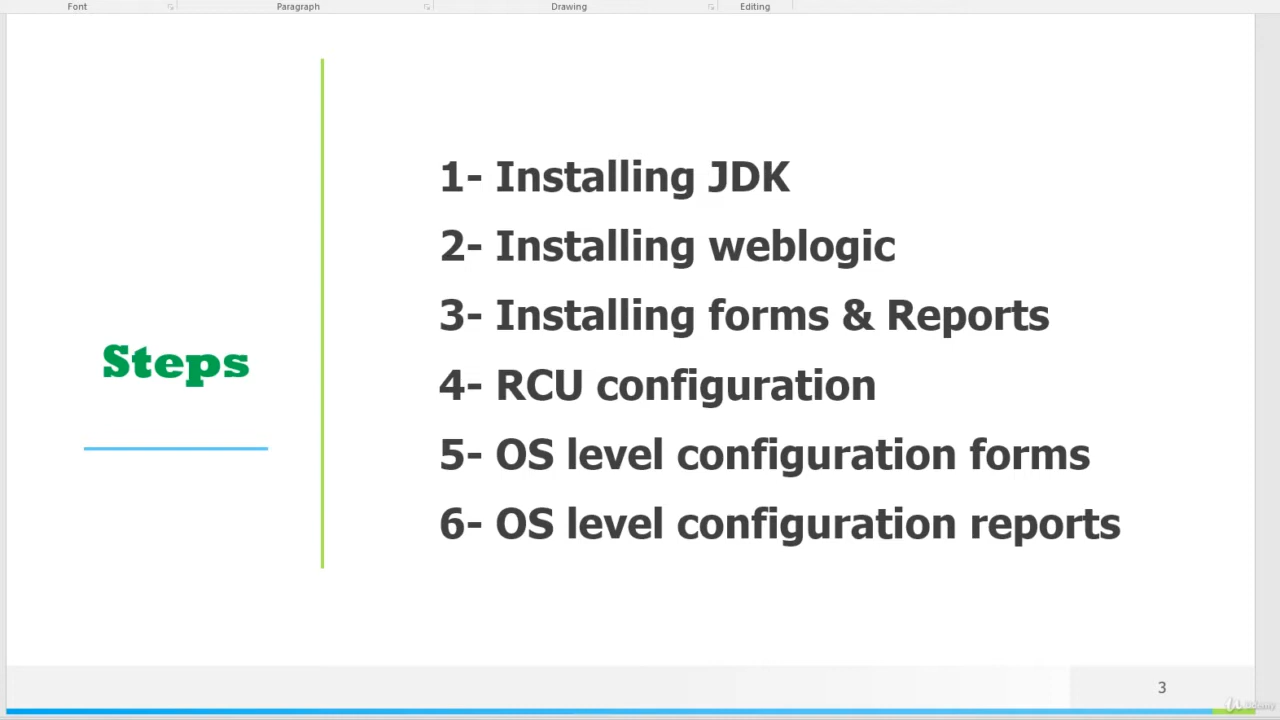 Font
Paragraph
Drawing
Editing
Steps
1- Installing JDK
2- Installing weblogic
3- Installing forms & Reports
4- RCU configuration
5- OS level configuration forms
6- OS level configuration reports
3
Udemy